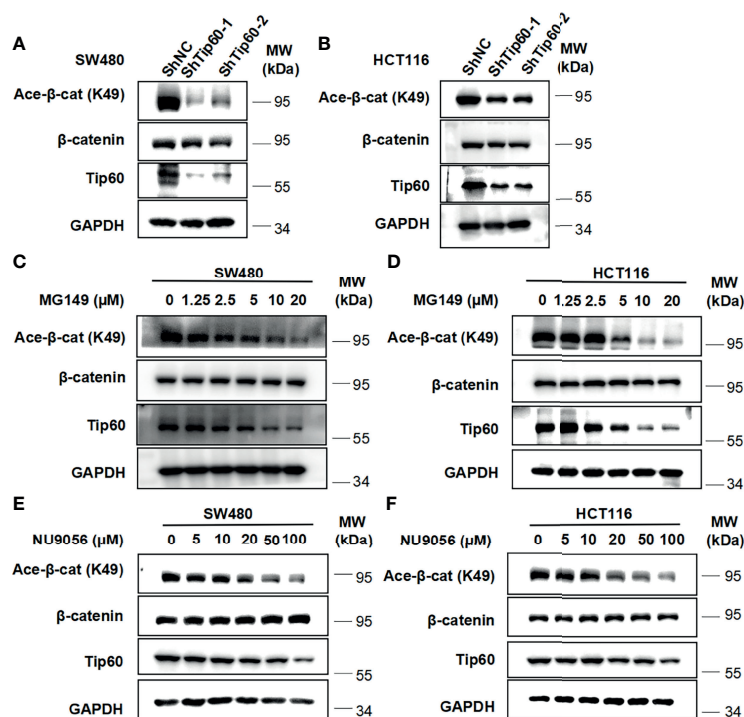 A
SW480
ShNC
ShTip60-1
ShTip60-2
MW
(kDa)
Ace-β-cat (K49)
95
β-catenin
95
Tip60
55
GAPDH
34
B
HCT116
ShNC
ShTip60-1
ShTip60-2
MW
(kDa)
Ace-β-cat (K49)
95
β-catenin
95
Tip60
55
GAPDH
34
C
SW480
MW
(kDa)
MG149 (μM) 0 1.25 2.5 5 10 20
Ace-β-cat (K49)
95
β-catenin
95
Tip60
55
GAPDH
34
D
HCT116
MW
(kDa)
MG149 (μM) 0 1.25 2.5 5 10 20
Ace-β-cat (K49)
95
β-catenin
95
Tip60
55
GAPDH
34
E
SW480
MW
(kDa)
NU9056 (μM) 0 5 10 20 50 100
Ace-β-cat (K49)
95
β-catenin
95
Tip60
55
GAPDH
34
F
HCT116
MW
(kDa)
NU9056 (μM) 0 5 10 20 50 100
Ace-β-cat (K49)
95
β-catenin
95
Tip60
55
GAPDH
34